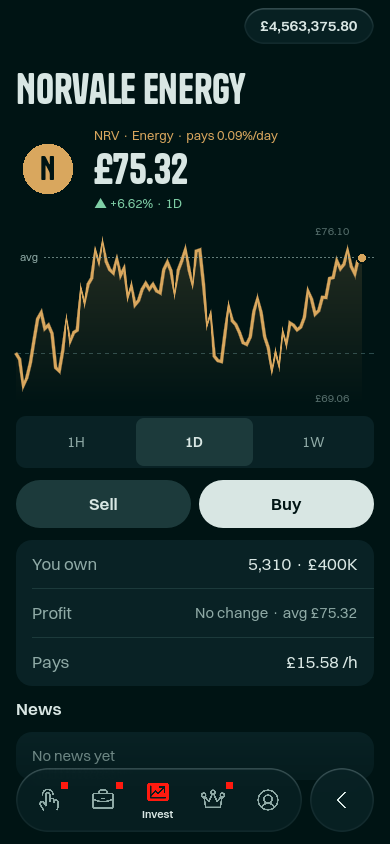 £4,563,375.80
NORVALE ENERGY
N
NRV · Energy · pays 0.09%/day
£75.32
▲ +6.62% · 1D
£76.10
avg
£69.06
1H 1D 1W
Sell Buy
You own 5,310 · £400K
Profit No change · avg £75.32
Pays £15.58 /h
News
No news yet
Invest